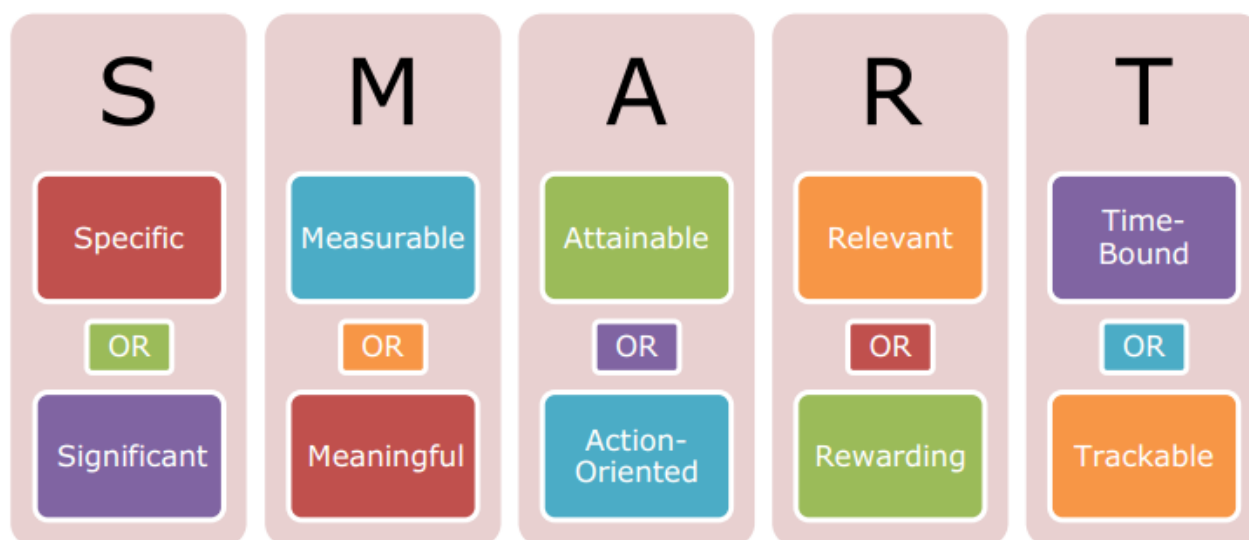 S
Specific
OR
Significant
M
Measurable
OR
Meaningful
A
Attainable
OR
Action-
Oriented
R
Relevant
OR
Rewarding
T
Time-
Bound
OR
Trackable